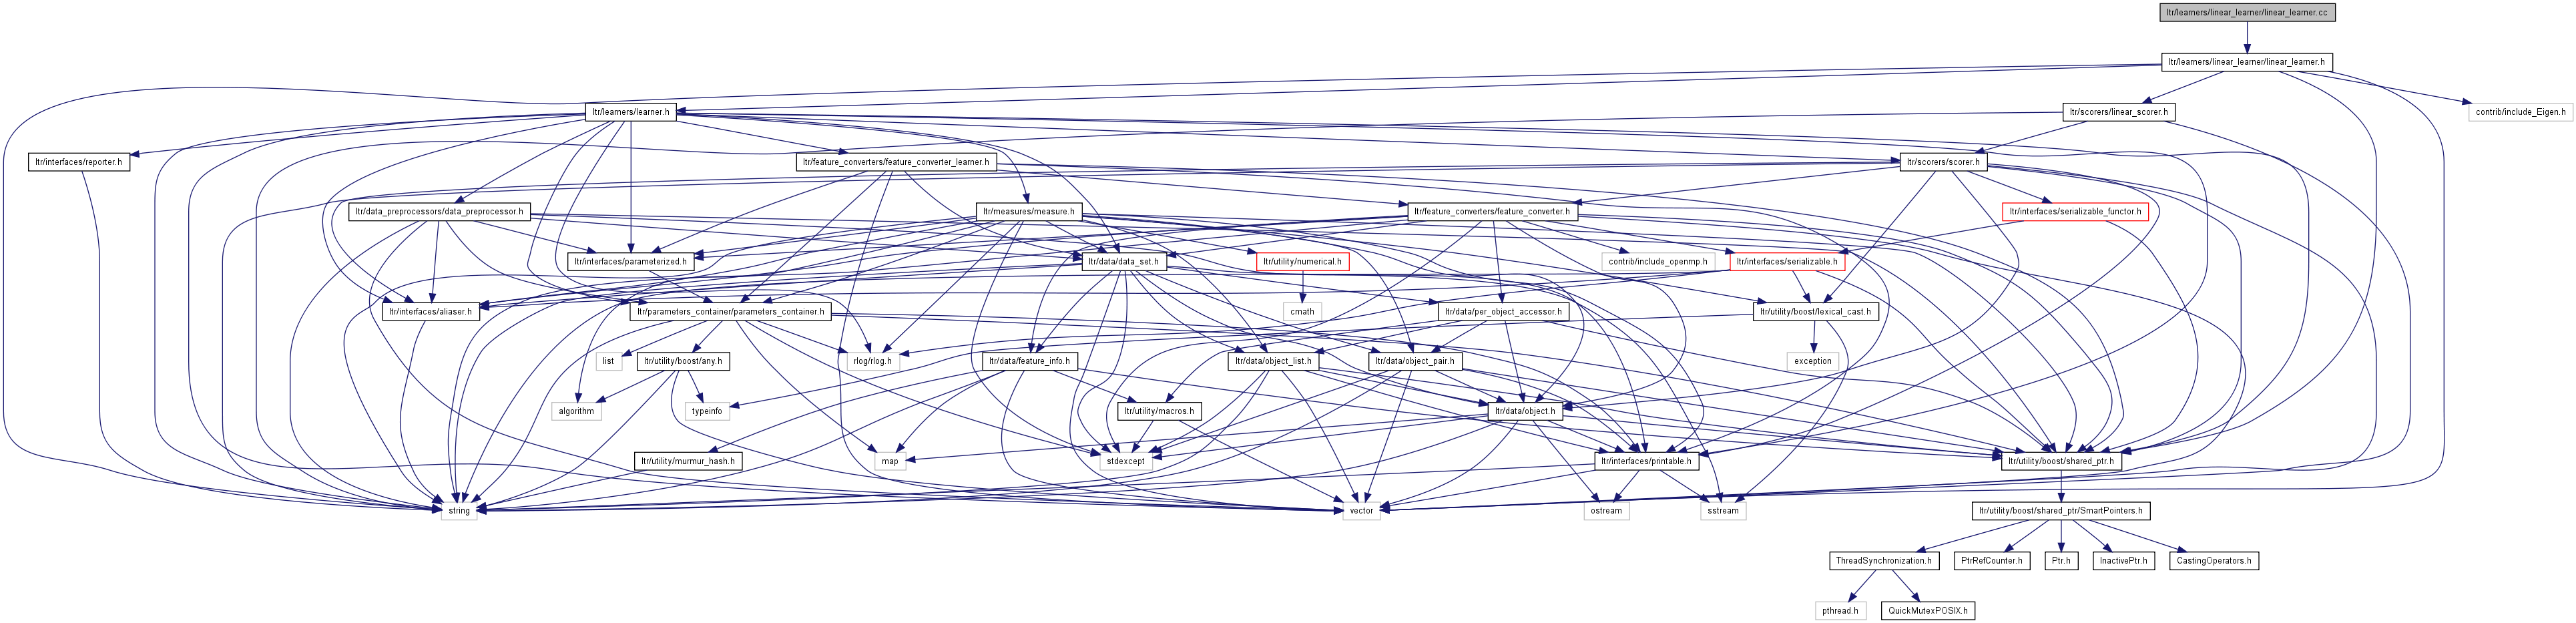 ltr/learners/linear_learner/linear_learner.cc
ltr/learners/linear_learner/linear_learner.h
ltr/learners/learner.h
ltr/scorers/linear_scorer.h
contrib/include_Eigen.h
ltr/interfaces/reporter.h
ltr/feature_converters/feature_converter_learner.h
ltr/scorers/scorer.h
ltr/data_preprocessors/data_preprocessor.h
ltr/measures/measure.h
ltr/feature_converters/feature_converter.h
ltr/interfaces/serializable_functor.h
ltr/interfaces/parameterized.h
ltr/data/data_set.h
ltr/utility/numerical.h
contrib/include_openmp.h
ltr/interfaces/serializable.h
ltr/interfaces/aliaser.h
ltr/parameters_container/parameters_container.h
cmath
ltr/data/per_object_accessor.h
ltr/utility/boost/lexical_cast.h
list
ltr/utility/boost/any.h
rlog/rlog.h
ltr/data/feature_info.h
ltr/data/object_list.h
ltr/data/object_pair.h
exception
algorithm
typeinfo
ltr/utility/macros.h
ltr/data/object.h
ltr/utility/murmur_hash.h
map
stdexcept
ltr/interfaces/printable.h
ltr/utility/boost/shared_ptr.h
string
vector
ostream
sstream
ltr/utility/boost/shared_ptr/SmartPointers.h
ThreadSynchronization.h
PtrRefCounter.h
Ptr.h
InactivePtr.h
CastingOperators.h
pthread.h
QuickMutexPOSIX.h